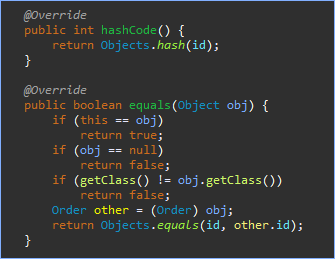 @Override
public int hashCode() {
return Objects.hash(id);
}
@Override
public boolean equals(Object obj) {
if (this == obj)
return true;
if (obj == null)
return false;
if (getClass() != obj.getClass())
return false;
Order other = (Order) obj;
return Objects.equals(id, other.id);
}